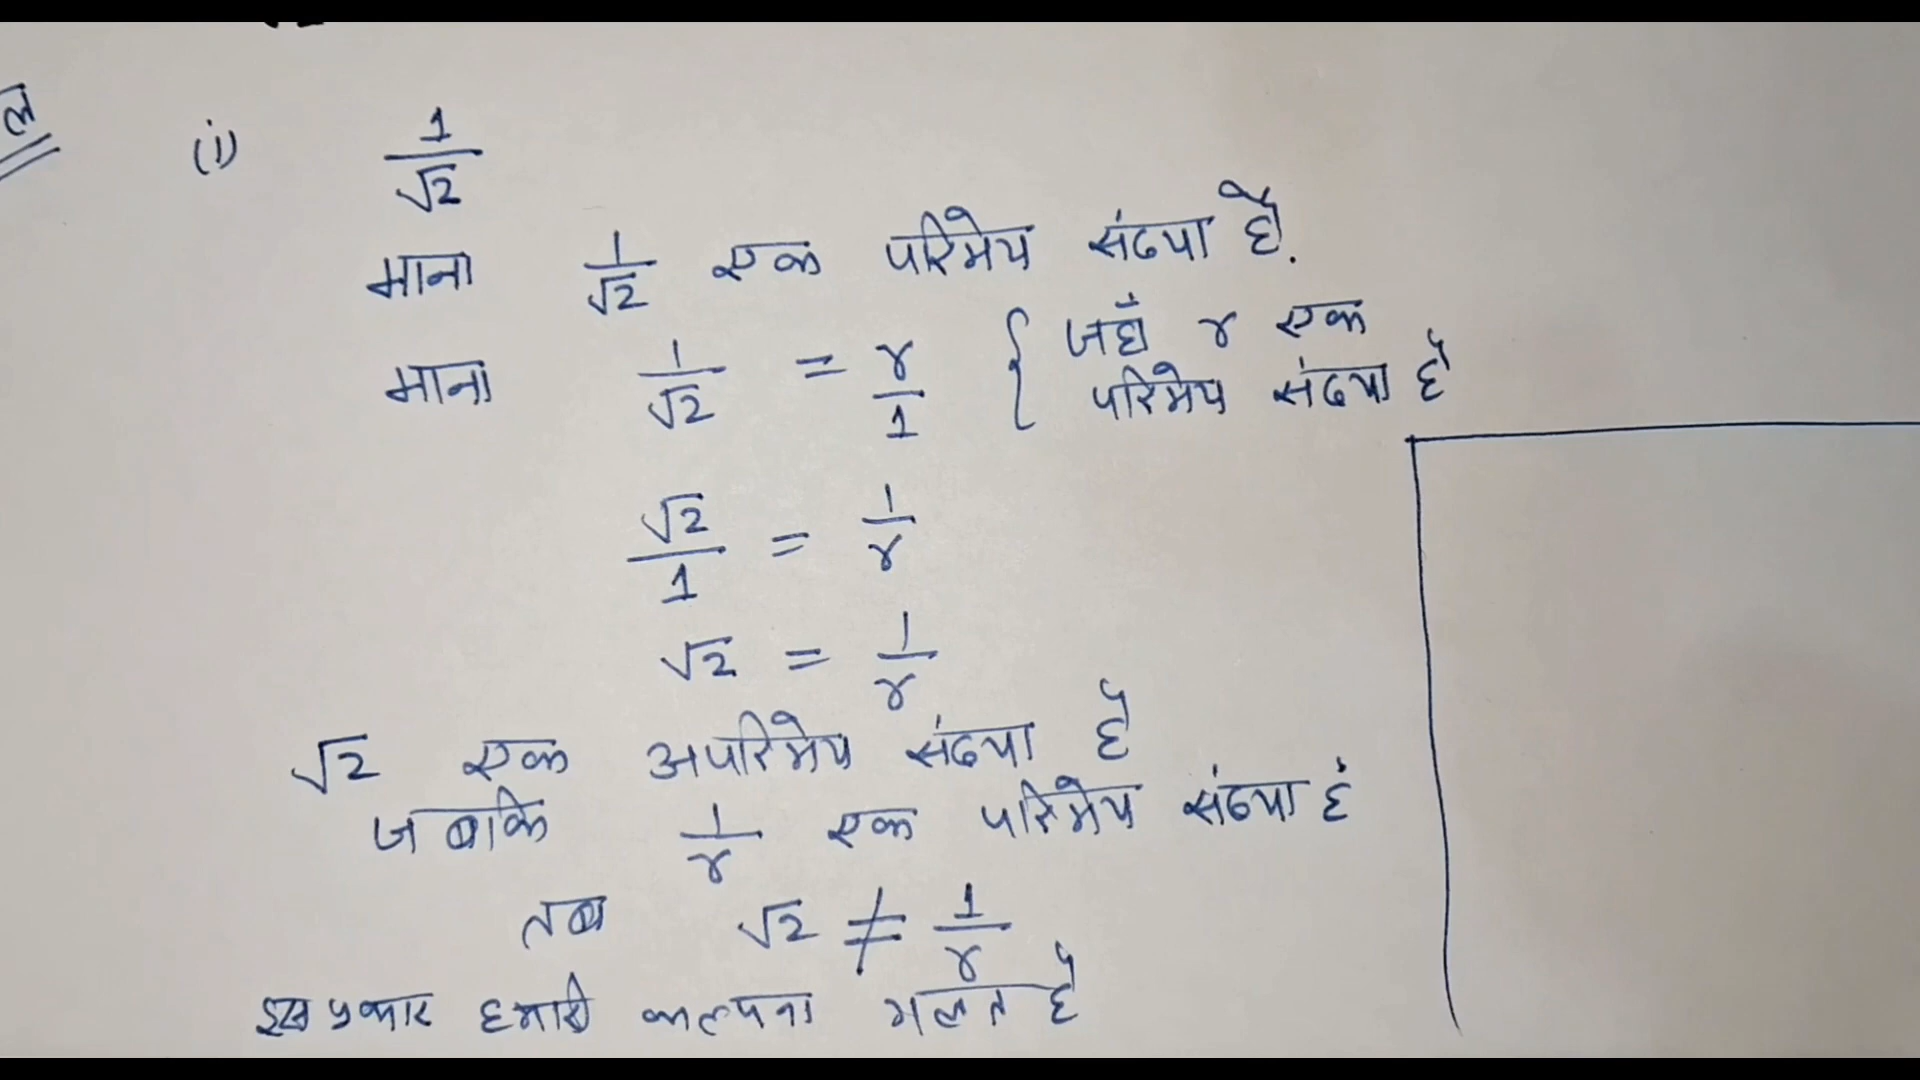 ल
(i) 1/√2
माना 1/√2 एक परिमेय संख्या है.
माना 1/√2 = r/1 { जहाँ r एक
परिमेय संख्या है
√2/1 = 1/r
√2 = 1/r
√2 एक अपरिमेय संख्या है
जबकि 1/r एक परिमेय संख्या है
तब √2 ≠ 1/r
इस प्रकार हमारी कल्पना गलत है